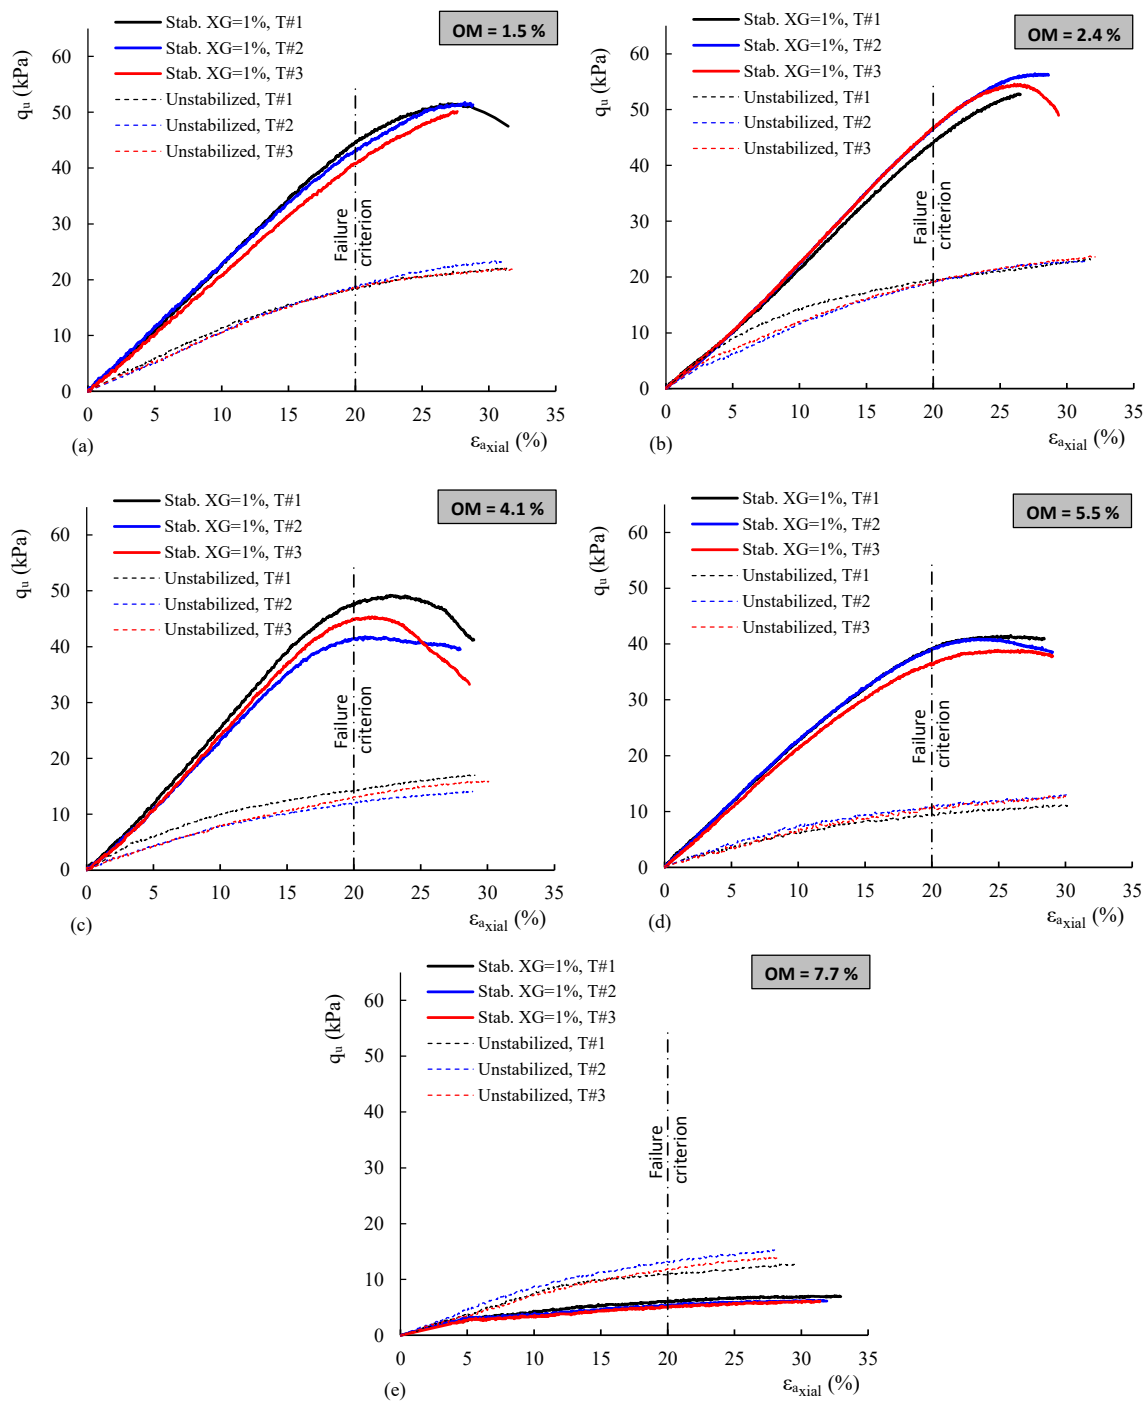 Stab. XG=1%, T#1
Stab. XG=1%, T#2
Stab. XG=1%, T#3
Unstabilized, T#1
Unstabilized, T#2
Unstabilized, T#3
OM = 1.5 %
qu (kPa)
60
50
40
30
20
10
0
Failure
criterion
0 5 10 15 20 25 30 35
εaxial (%)
(a)
Stab. XG=1%, T#1
Stab. XG=1%, T#2
Stab. XG=1%, T#3
Unstabilized, T#1
Unstabilized, T#2
Unstabilized, T#3
OM = 2.4 %
qu (kPa)
60
50
40
30
20
10
0
Failure
criterion
0 5 10 15 20 25 30 35
εaxial (%)
(b)
Stab. XG=1%, T#1
Stab. XG=1%, T#2
Stab. XG=1%, T#3
Unstabilized, T#1
Unstabilized, T#2
Unstabilized, T#3
OM = 4.1 %
qu (kPa)
60
50
40
30
20
10
0
Failure
criterion
0 5 10 15 20 25 30 35
εaxial (%)
(c)
Stab. XG=1%, T#1
Stab. XG=1%, T#2
Stab. XG=1%, T#3
Unstabilized, T#1
Unstabilized, T#2
Unstabilized, T#3
OM = 5.5 %
qu (kPa)
60
50
40
30
20
10
0
Failure
criterion
0 5 10 15 20 25 30 35
εaxial (%)
(d)
Stab. XG=1%, T#1
Stab. XG=1%, T#2
Stab. XG=1%, T#3
Unstabilized, T#1
Unstabilized, T#2
Unstabilized, T#3
OM = 7.7 %
qu (kPa)
60
50
40
30
20
10
0
Failure
criterion
0 5 10 15 20 25 30 35
εaxial (%)
(e)